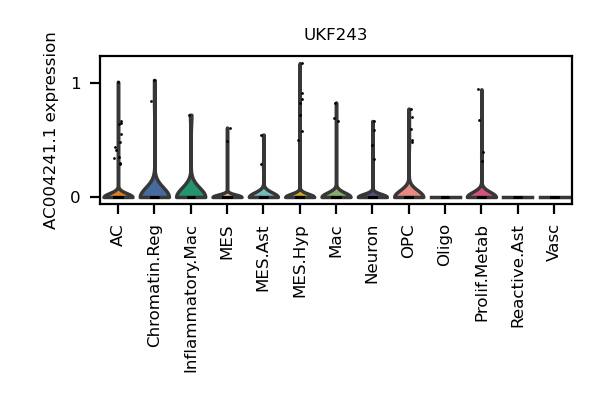 UKF243
AC004241.1 expression
1
0
AC
Chromatin.Reg
Inflammatory.Mac
MES
MES.Ast
MES.Hyp
Mac
Neuron
OPC
Oligo
Prolif.Metab
Reactive.Ast
Vasc